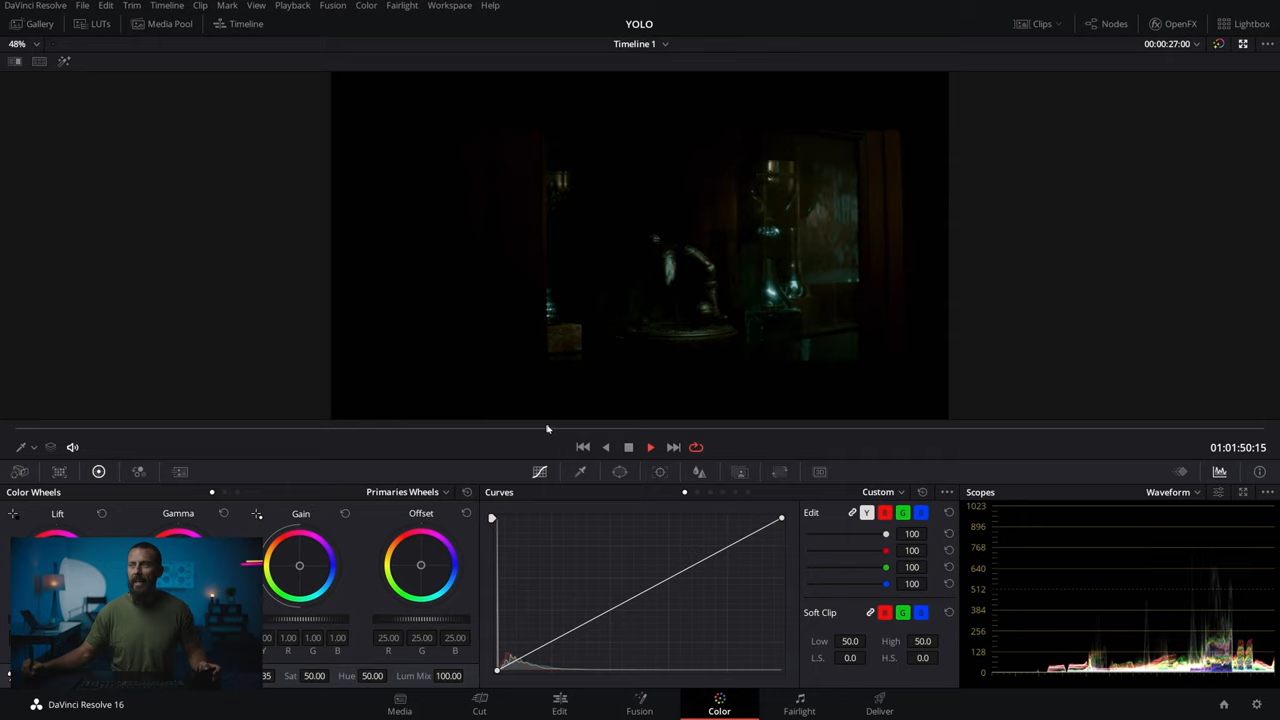 DaVinci Resolve File Edit Trim Timeline Clip Mark View Playback Fusion Color Fairlight Workspace Help
Gallery LUTs Media Pool Timeline YOLO Clips Nodes OpenFX Lightbox
48% Timeline 1 00:00:27:00
01:01:50:15
Color Wheels Primaries Wheels Curves Custom Scopes Waveform
Lift Gamma Gain Offset Edit Y R G B
100
100
100
100
1.00 1.00 1.00 25.00 25.00 25.00
Y R G B R G B
Soft Clip R G B
Low 50.0 High 50.0
L.S. 0.0 H.S. 0.0
Sat 50.00 Hue 50.00 Lum Mix 100.00
1023
896
768
640
512
384
256
128
0
DaVinci Resolve 16 Media Cut Edit Fusion Color Fairlight Deliver